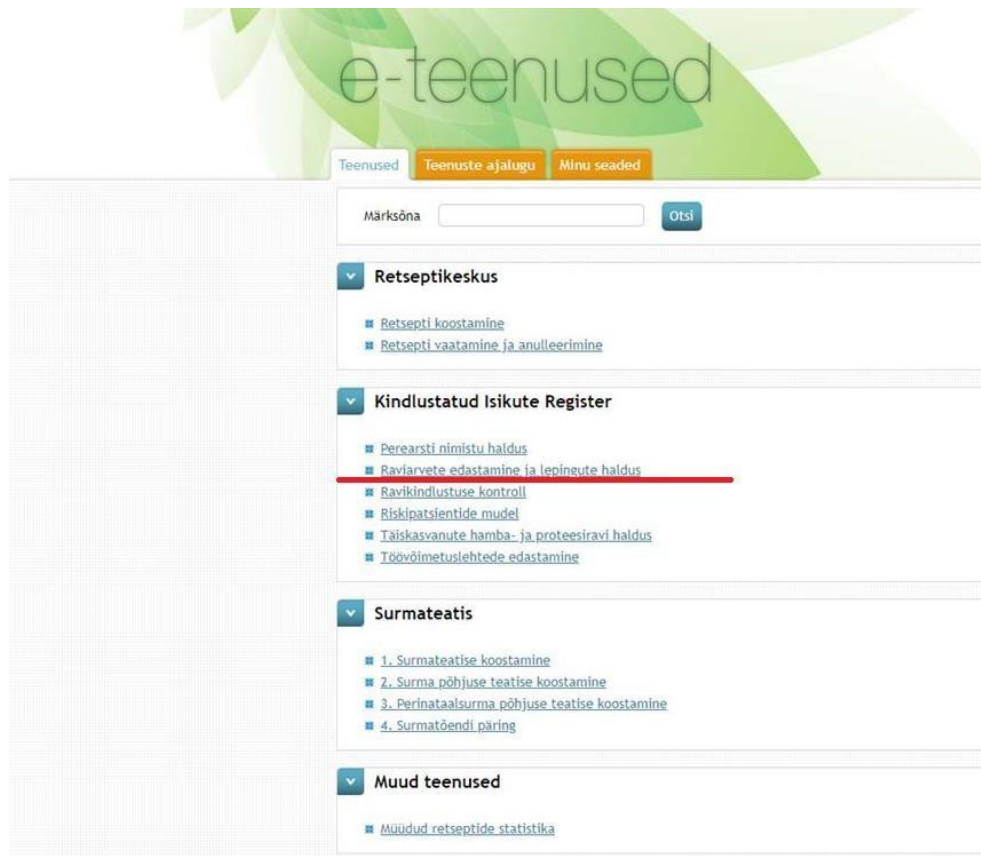 e-teenused
Teenused Teenuste ajalugu Minu seaded
Märksõna Otsi
Retseptikeskus
Retsepti koostamine
Retsepti vaatamine ja anulleerimine
Kindlustatud Isikute Register
Perearsti nimistu haldus
Raviarvete edastamine ja lepingute haldus
Ravikindlustuse kontroll
Riskipatsientide mudel
Täiskasvanute hamba- ja proteesiravi haldus
Töövõimetuslehtede edastamine
Surmateatis
1. Surmateatise koostamine
2. Surma põhjuse teatise koostamine
3. Perinataalsurma põhjuse teatise koostamine
4. Surmatõendi päring
Muud teenused
Müüdud retseptide statistika